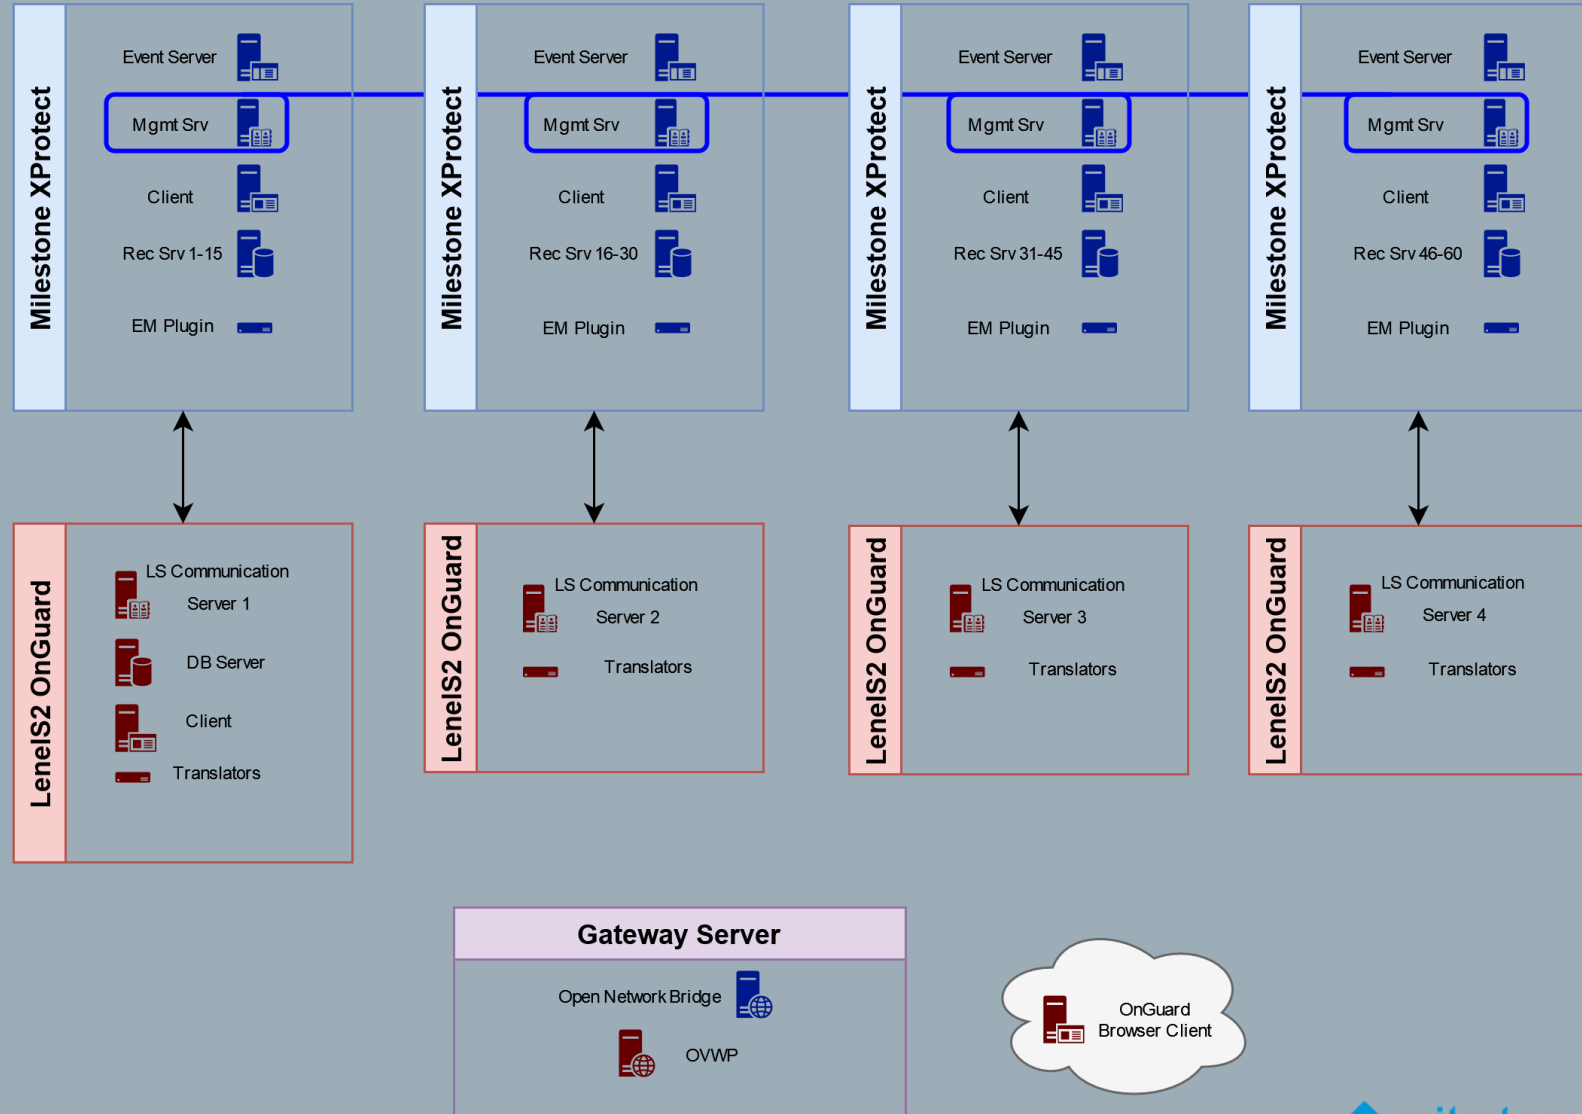 Milestone XProtect
Event Server
Mgmt Srv
Client
Rec Srv 1-15
EM Plugin
Milestone XProtect
Event Server
Mgmt Srv
Client
Rec Srv 16-30
EM Plugin
Milestone XProtect
Event Server
Mgmt Srv
Client
Rec Srv 31-45
EM Plugin
Milestone XProtect
Event Server
Mgmt Srv
Client
Rec Srv 46-60
EM Plugin
LenelS2 OnGuard
LS Communication
Server 1
DB Server
Client
Translators
LenelS2 OnGuard
LS Communication
Server 2
Translators
LenelS2 OnGuard
LS Communication
Server 3
Translators
LenelS2 OnGuard
LS Communication
Server 4
Translators
Gateway Server
Open Network Bridge
OVWP
OnGuard
Browser Client